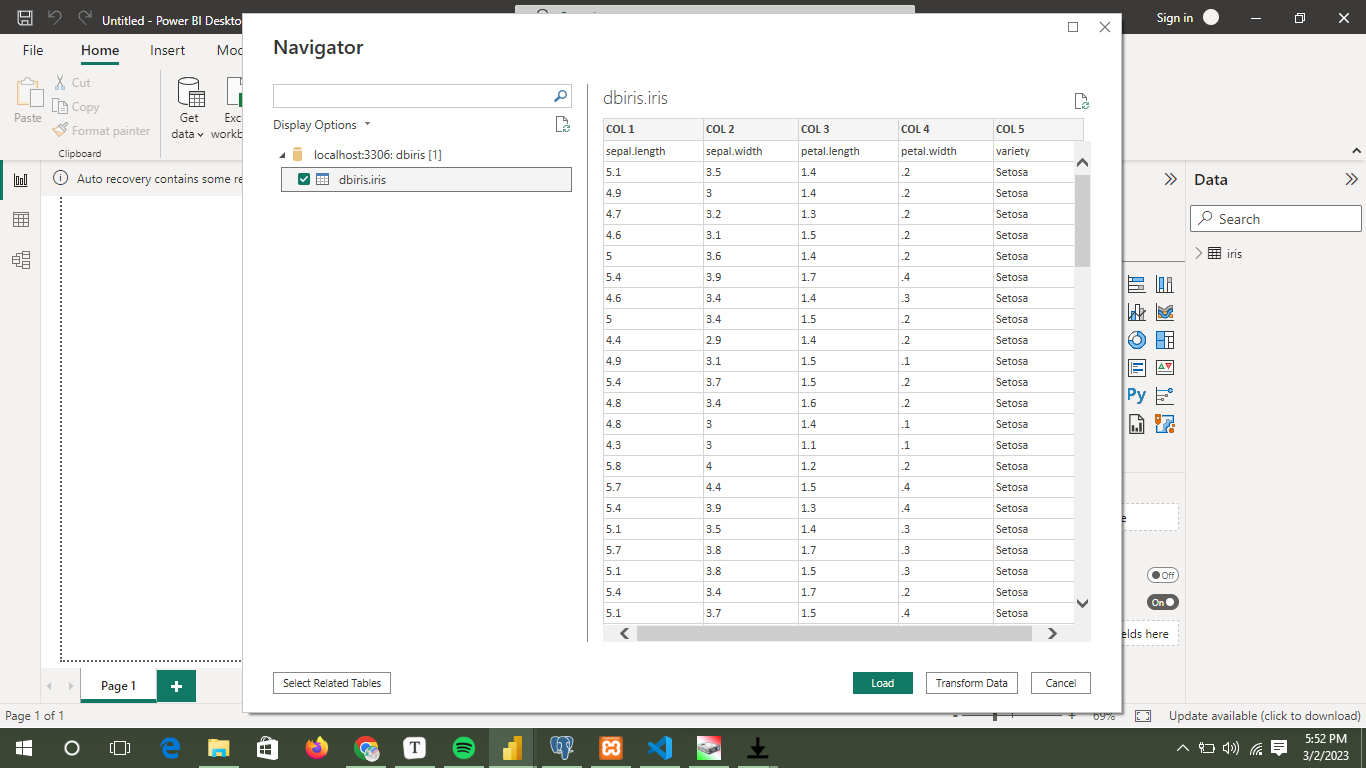 Untitled - Power BI Deskto
Sign in
File
Home
Insert
Mod
Paste
Cut
Copy
Format painter
Clipboard
Get
data
Exc
workb
Auto recovery contains some re
Navigator
Display Options
localhost:3306: dbiris [1]
dbiris.iris
dbiris.iris
COL 1 COL 2 COL 3 COL 4 COL 5
sepal.length sepal.width petal.length petal.width variety
5.1 3.5 1.4 .2 Setosa
4.9 3 1.4 .2 Setosa
4.7 3.2 1.3 .2 Setosa
4.6 3.1 1.5 .2 Setosa
5 3.6 1.4 .2 Setosa
5.4 3.9 1.7 .4 Setosa
4.6 3.4 1.4 .3 Setosa
5 3.4 1.5 .2 Setosa
4.4 2.9 1.4 .2 Setosa
4.9 3.1 1.5 .1 Setosa
5.4 3.7 1.5 .2 Setosa
4.8 3.4 1.6 .2 Setosa
4.8 3 1.4 .1 Setosa
4.3 3 1.1 .1 Setosa
5.8 4 1.2 .2 Setosa
5.7 4.4 1.5 .4 Setosa
5.4 3.9 1.3 .4 Setosa
5.1 3.5 1.4 .3 Setosa
5.7 3.8 1.7 .3 Setosa
5.1 3.8 1.5 .3 Setosa
5.4 3.4 1.7 .2 Setosa
5.1 3.7 1.5 .4 Setosa
Select Related Tables
Load
Transform Data
Cancel
Data
Search
iris
Py
e
Off
On
elds here
Page 1
Page 1 of 1
69%
Update available (click to download)
5:52 PM
3/2/2023